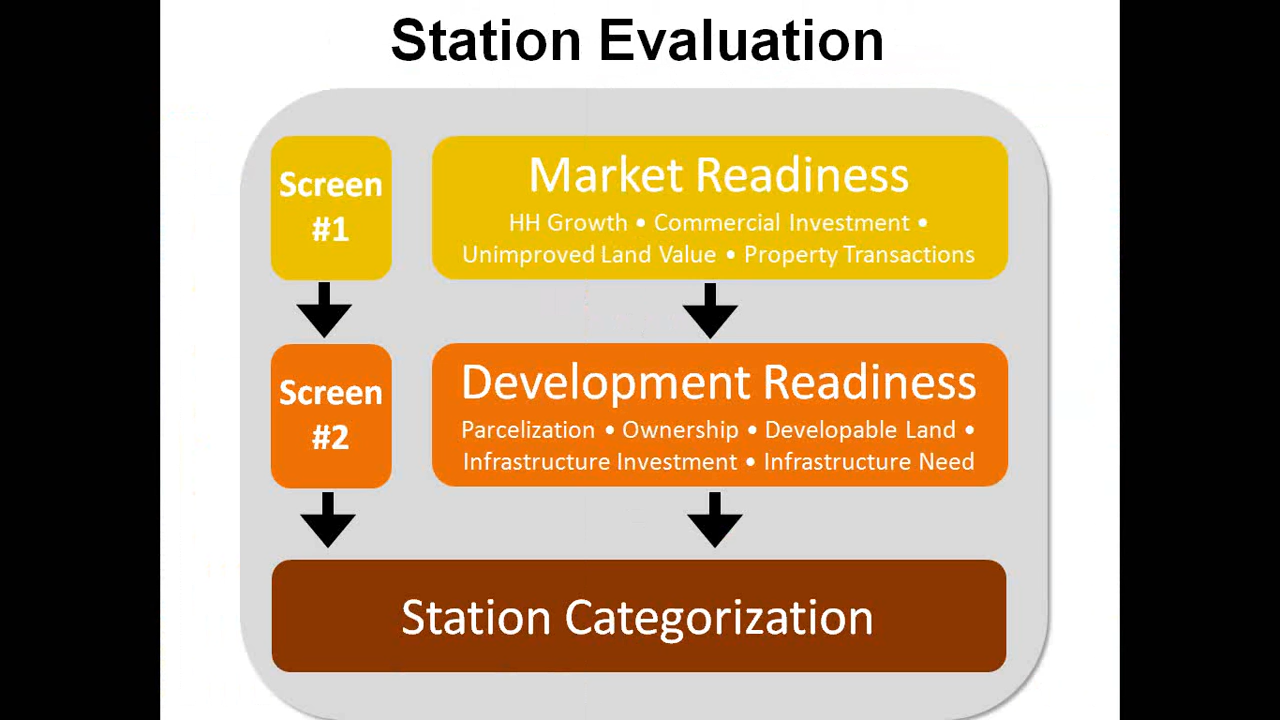 Station Evaluation
Screen
#1
Market Readiness
HH Growth • Commercial Investment •
Unimproved Land Value • Property Transactions
Screen
#2
Development Readiness
Parcelization • Ownership • Developable Land •
Infrastructure Investment • Infrastructure Need
Station Categorization